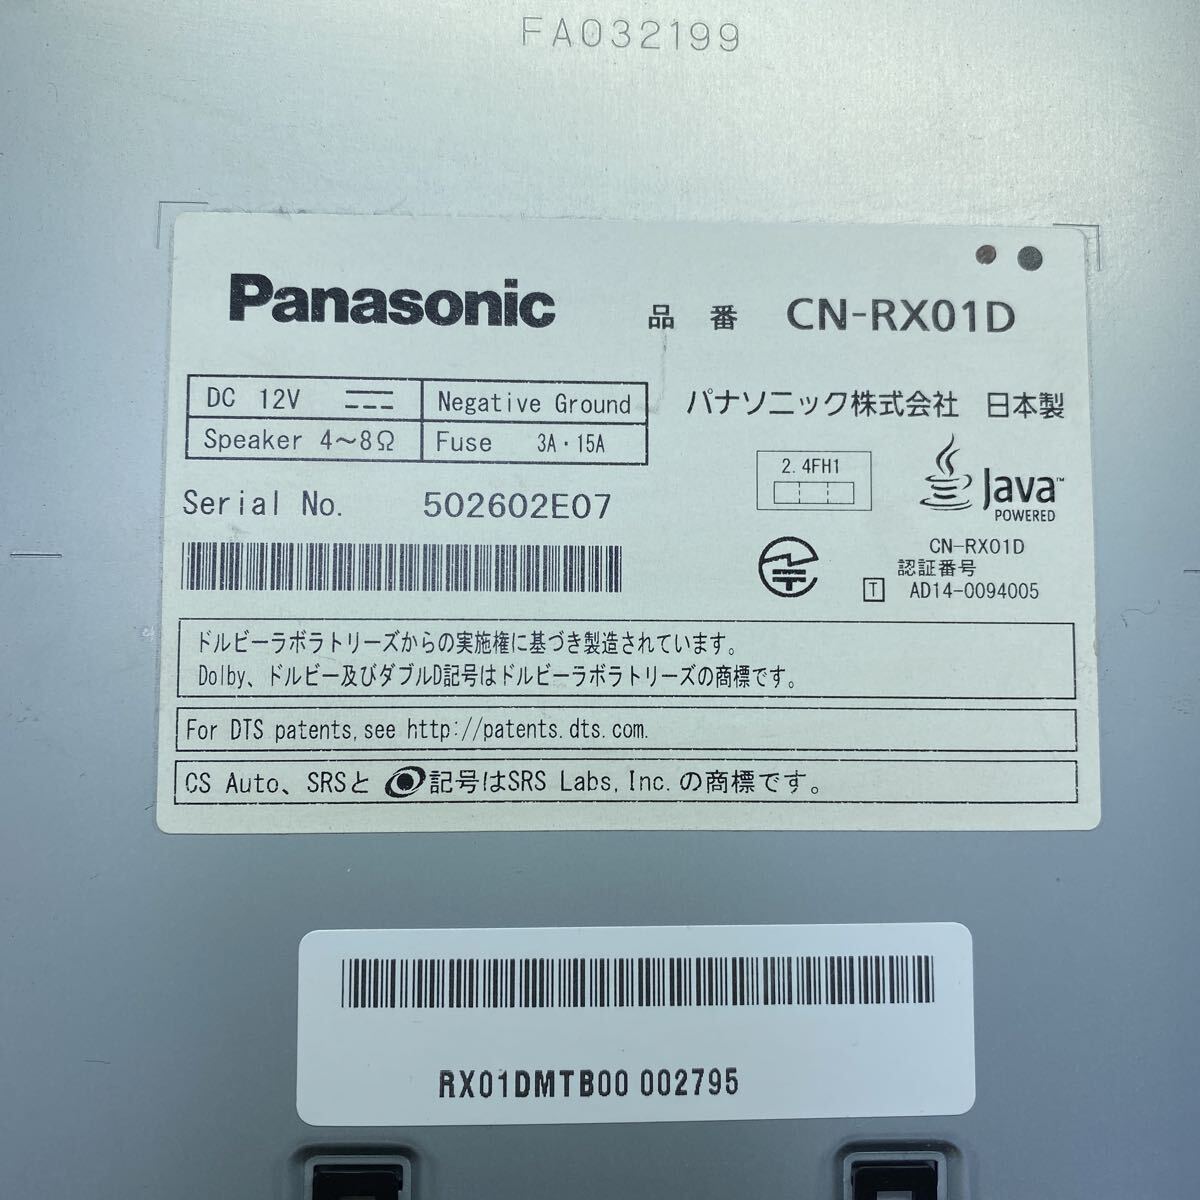 FA032199
Panasonic 品 番 CN-RX01D
DC 12V Negative Ground
Speaker 4～8Ω Fuse 3A・15A
パナソニック株式会社 日本製
2.4FH1
Java™
POWERED
Serial No. 502602E07
CN-RX01D
認証番号
T AD14-0094005
ドルビーラボラトリーズからの実施権に基づき製造されています。
Dolby、ドルビー及びダブルD記号はドルビーラボラトリーズの商標です。
For DTS patents, see http://patents.dts.com.
CS Auto、SRSと 記号はSRS Labs, Inc.の商標です。
RX01DMTB00 002795